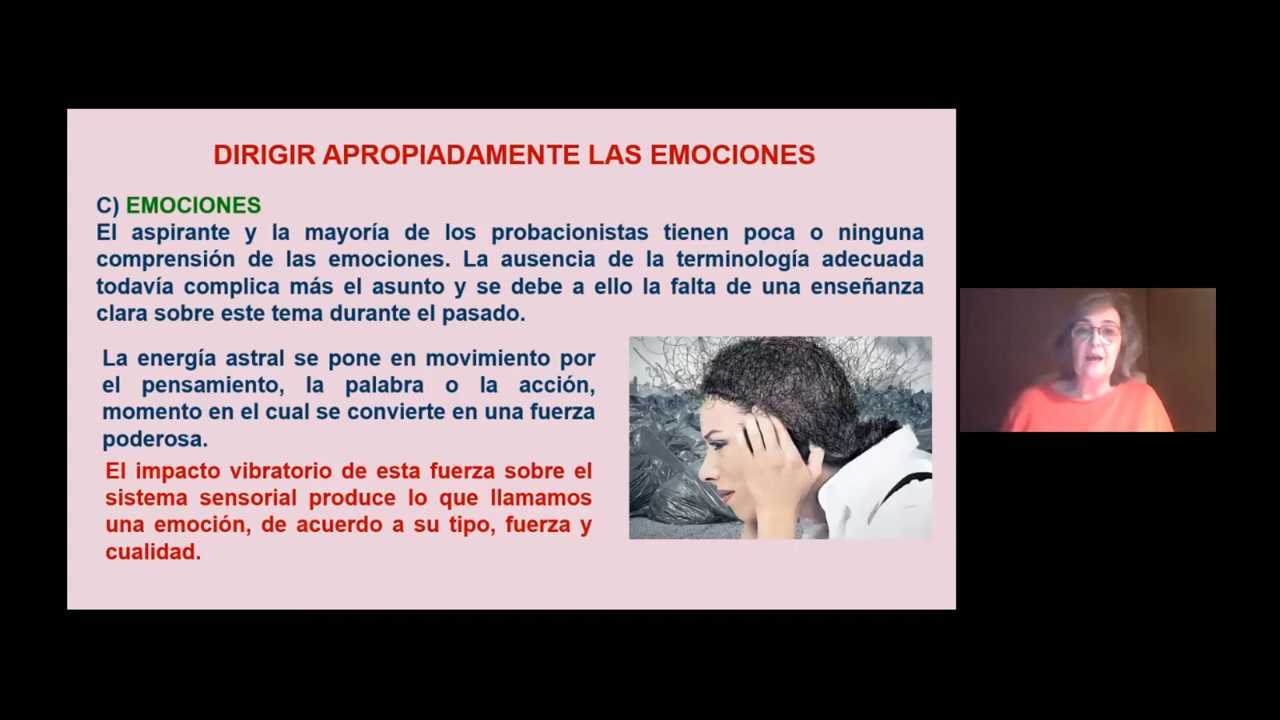 DIRIGIR APROPIADAMENTE LAS EMOCIONES
C) EMOCIONES
El aspirante y la mayoría de los probacionistas tienen poca o ninguna
comprensión de las emociones. La ausencia de la terminología adecuada
todavía complica más el asunto y se debe a ello la falta de una enseñanza
clara sobre este tema durante el pasado.
La energía astral se pone en movimiento por
el pensamiento, la palabra o la acción,
momento en el cual se convierte en una fuerza
poderosa.
El impacto vibratorio de esta fuerza sobre el
sistema sensorial produce lo que llamamos
una emoción, de acuerdo a su tipo, fuerza y
cualidad.